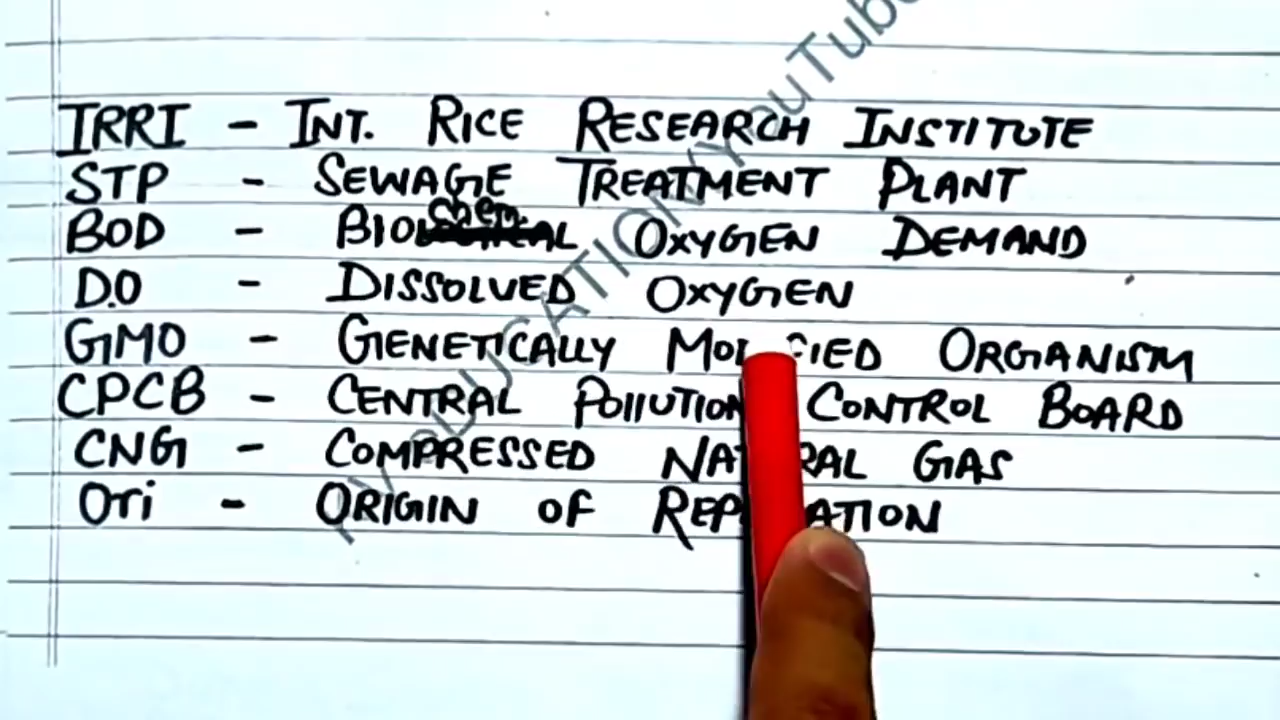 IRRI - INT. RICE RESEARCH INSTITUTE
STP - SEWAGE TREATMENT PLANT
BOD - BIOchemAL OXYGEN DEMAND
D.O - DISSOLVED OXYGEN
GMO - GENETICALLY ORGANISM
CPCB - CENTRAL POLLUTION CONTROL BOARD
CNG - COMPRESSED GAS
Ori - ORIGIN OF